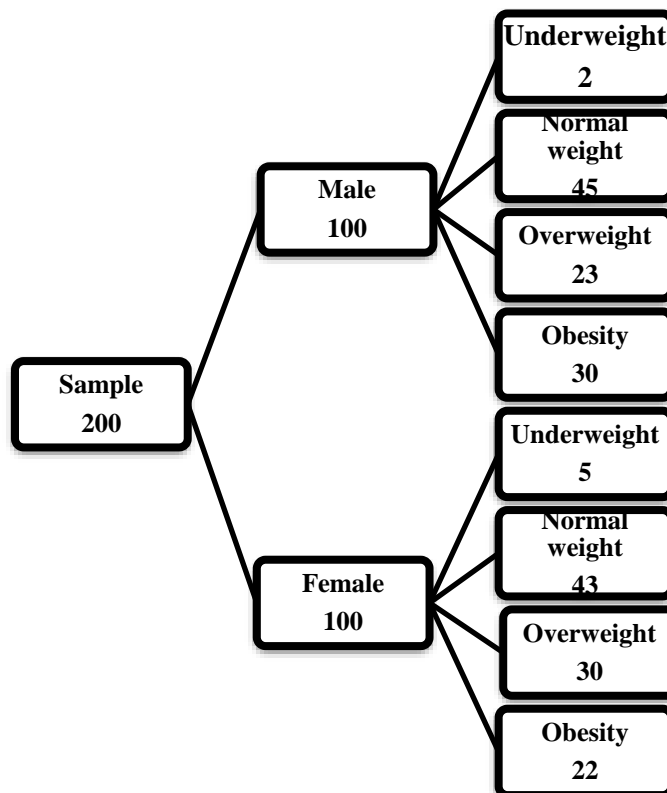 Sample
200
Male
100
Underweight
2
Normal
weight
45
Overweight
23
Obesity
30
Female
100
Underweight
5
Normal
weight
43
Overweight
30
Obesity
22